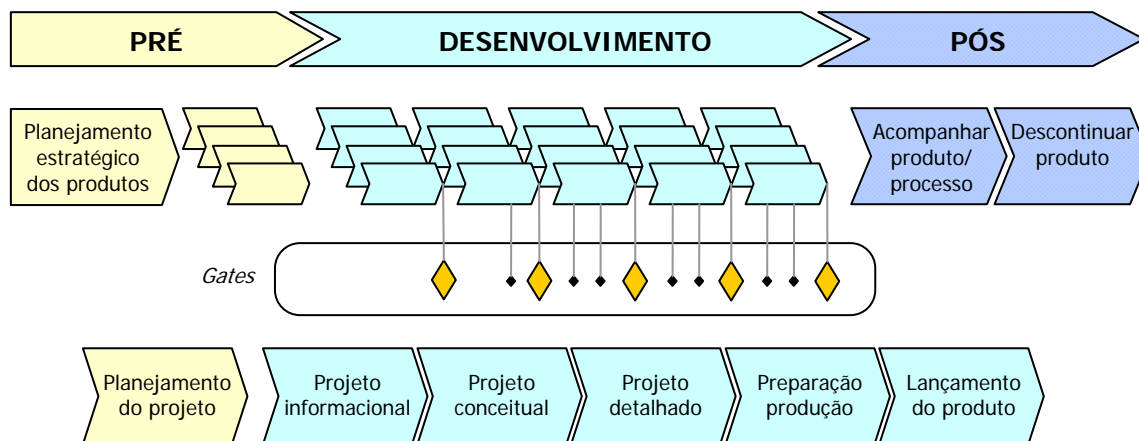 PRÉ
DESENVOLVIMENTO
PÓS
Planejamento
estratégico
dos produtos
Acompanhar
produto/
processo
Descontinuar
produto
Gates
Planejamento
do projeto
Projeto
informacional
Projeto
conceitual
Projeto
detalhado
Preparação
produção
Lançamento
do produto